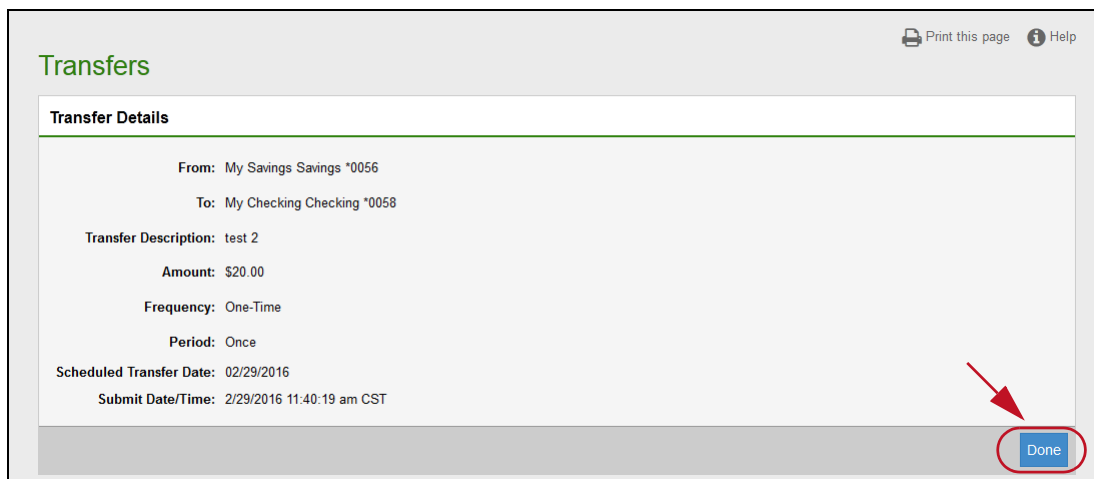 Print this page Help
Transfers
Transfer Details
From: My Savings Savings *0056
To: My Checking Checking *0058
Transfer Description: test 2
Amount: $20.00
Frequency: One-Time
Period: Once
Scheduled Transfer Date: 02/29/2016
Submit Date/Time: 2/29/2016 11:40:19 am CST
Done